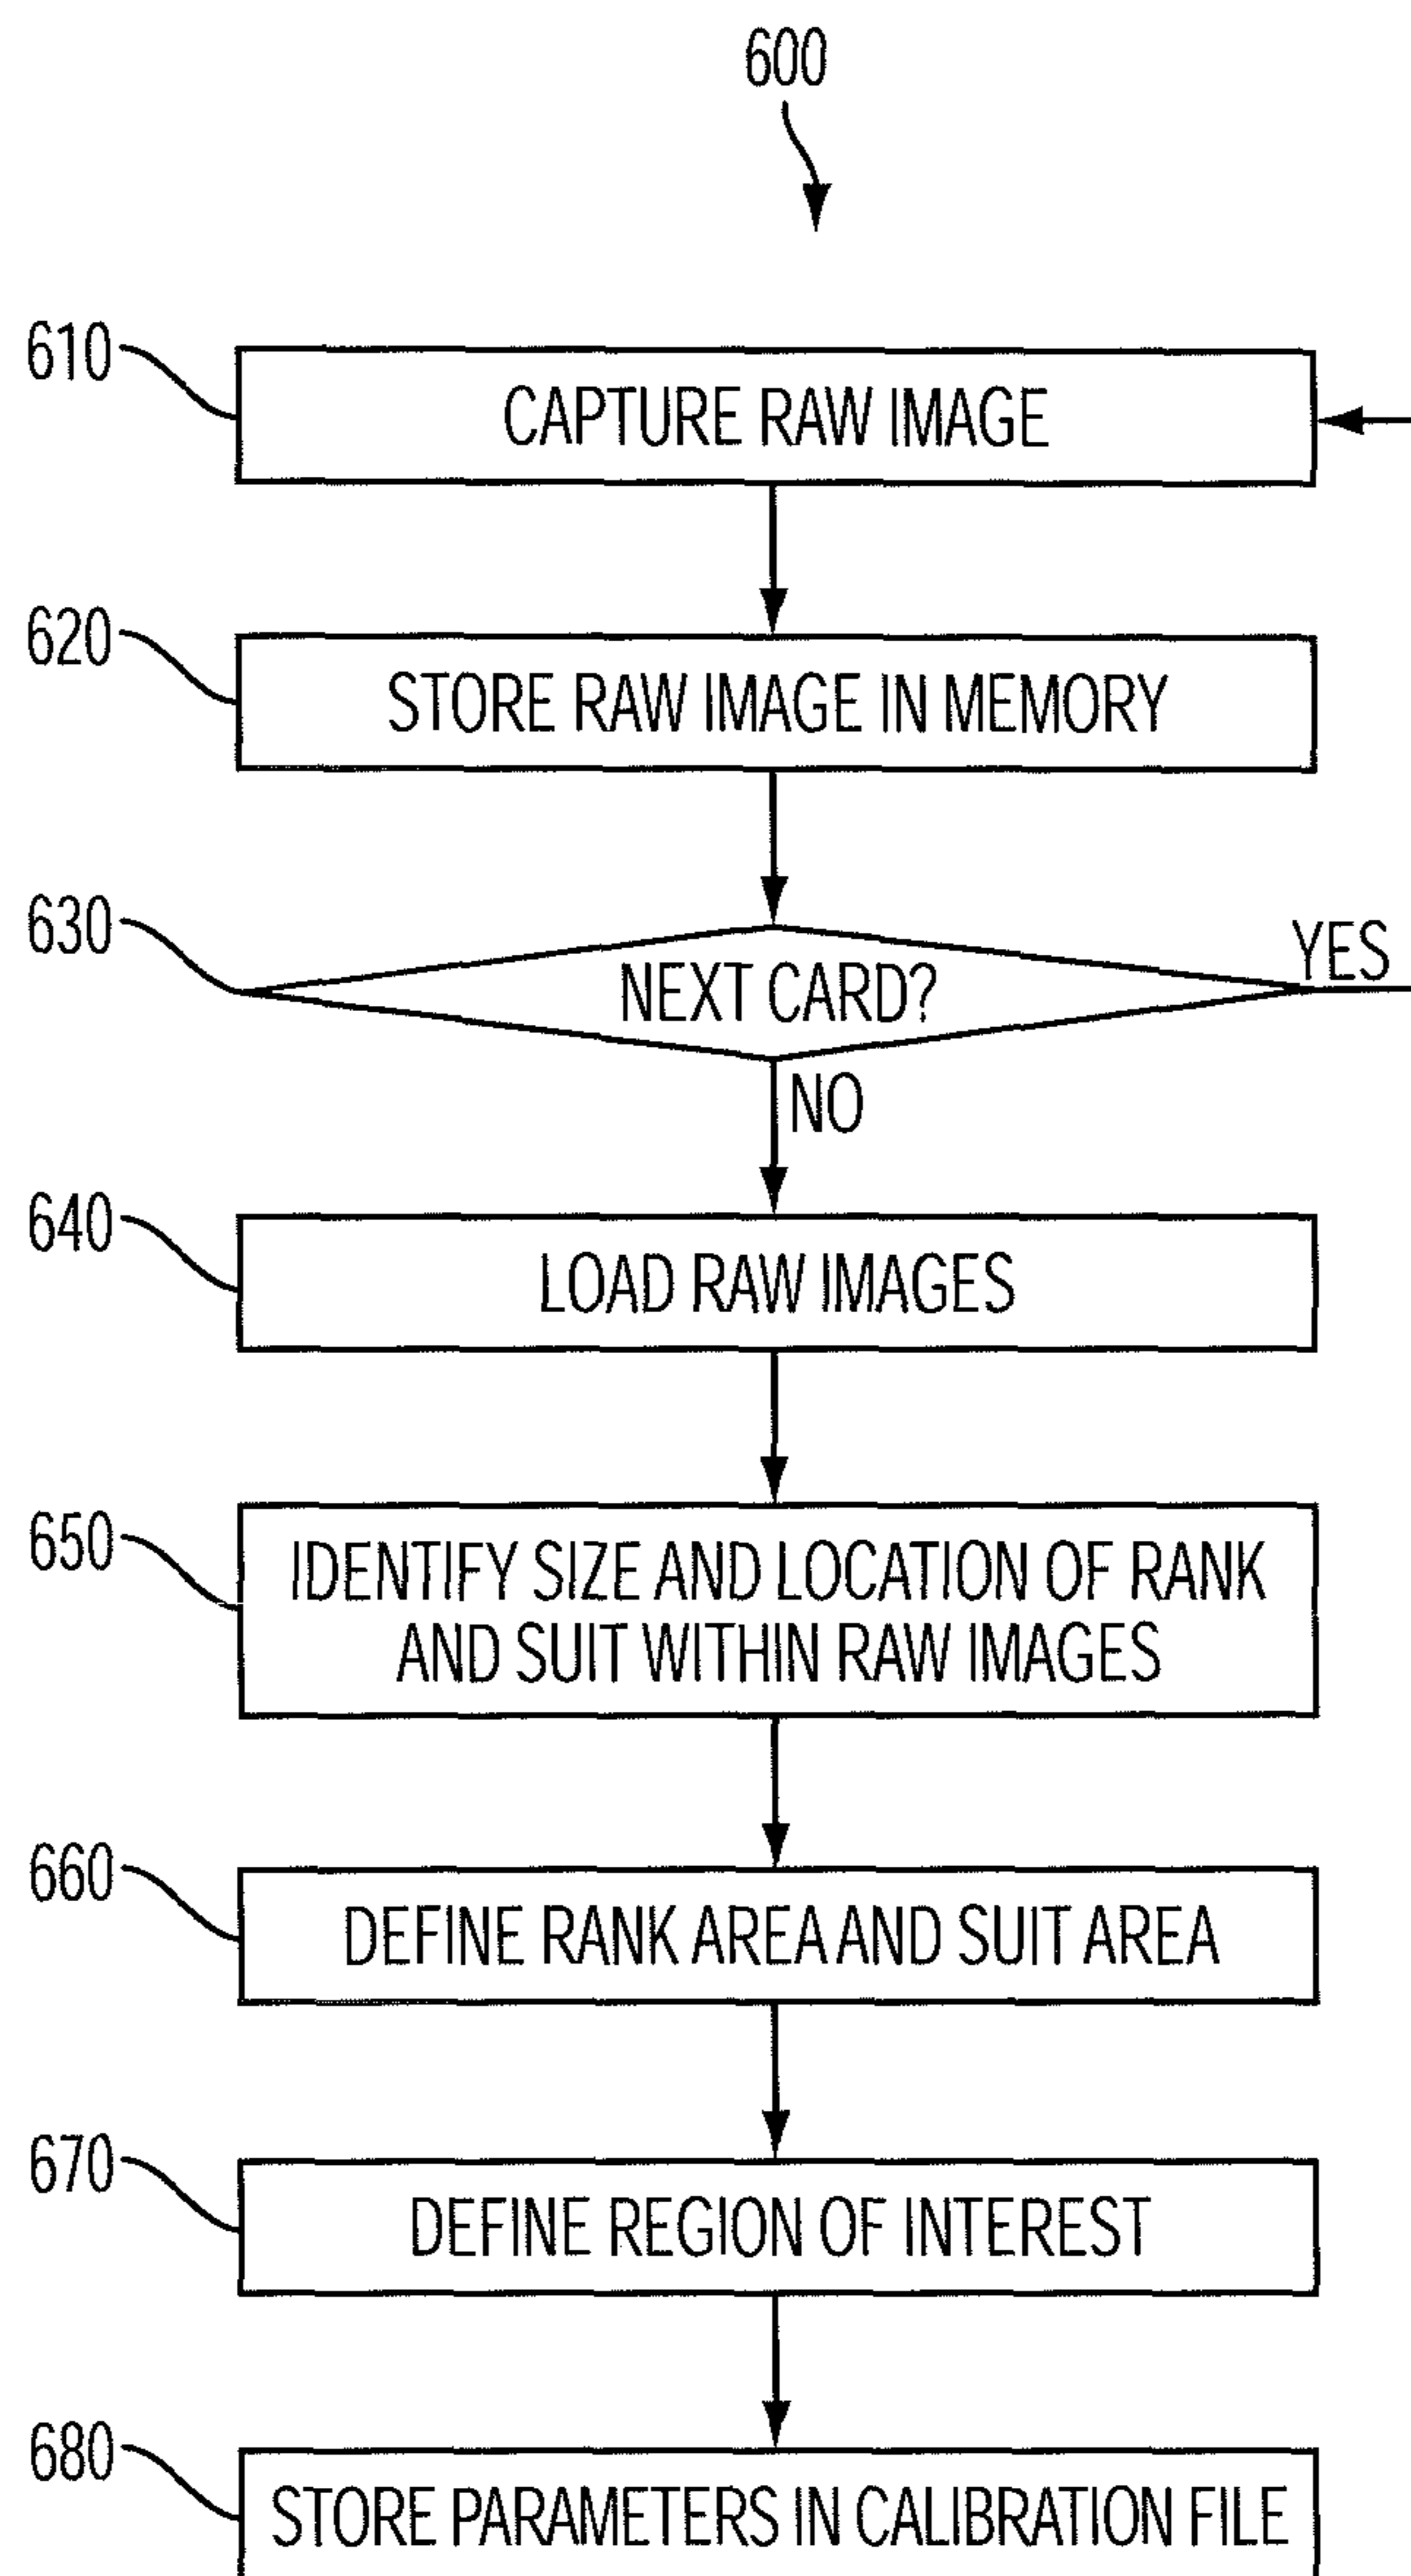 600
610
CAPTURE RAW IMAGE
620
STORE RAW IMAGE IN MEMORY
630
NEXT CARD?
YES
NO
640
LOAD RAW IMAGES
650
IDENTIFY SIZE AND LOCATION OF RANK
AND SUIT WITHIN RAW IMAGES
660
DEFINE RANK AREA AND SUIT AREA
670
DEFINE REGION OF INTEREST
680
STORE PARAMETERS IN CALIBRATION FILE